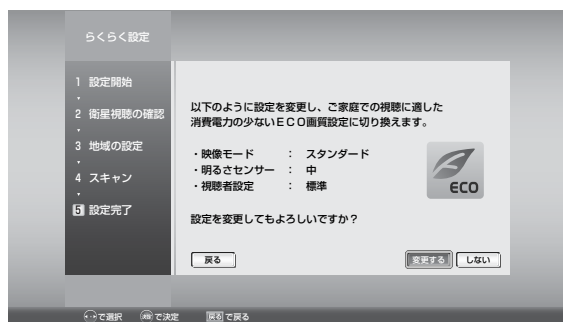 らくらく設定
1 設定開始
2 衛星視聴の確認
3 地域の設定
4 スキャン
5 設定完了
以下のように設定を変更し、ご家庭での視聴に適した
消費電力の少ないＥＣＯ画質設定に切り換えます。
・映像モード ： スタンダード
・明るさセンサー ： 中
・視聴者設定 ： 標準
ECO
設定を変更してもよろしいですか？
戻る 変更する しない
で選択 決定 で決定 戻る で戻る